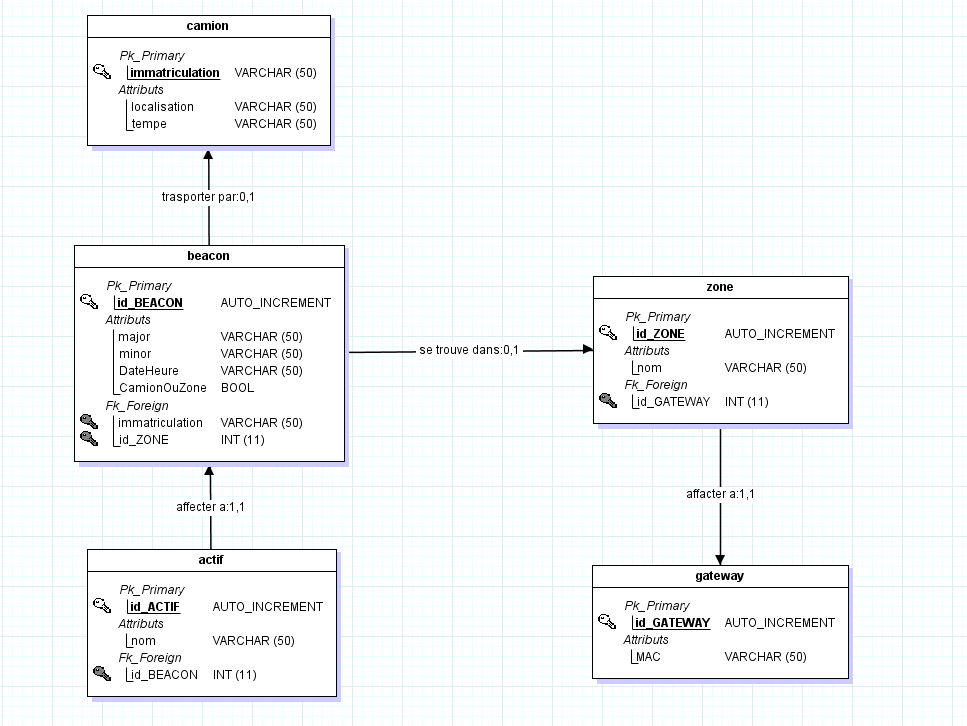 camion
Pk_Primary
immatriculation VARCHAR (50)
Attributs
localisation VARCHAR (50)
tempe VARCHAR (50)
trasporter par:0,1
beacon
Pk_Primary
id_BEACON AUTO_INCREMENT
Attributs
major VARCHAR (50)
minor VARCHAR (50)
DateHeure VARCHAR (50)
CamionOuZone BOOL
Fk_Foreign
immatriculation VARCHAR (50)
id_ZONE INT (11)
se trouve dans:0,1
zone
Pk_Primary
id_ZONE AUTO_INCREMENT
Attributs
nom VARCHAR (50)
Fk_Foreign
id_GATEWAY INT (11)
affecter a:1,1
affacter a:1,1
actif
Pk_Primary
id_ACTIF AUTO_INCREMENT
Attributs
nom VARCHAR (50)
Fk_Foreign
id_BEACON INT (11)
gateway
Pk_Primary
id_GATEWAY AUTO_INCREMENT
Attributs
MAC VARCHAR (50)